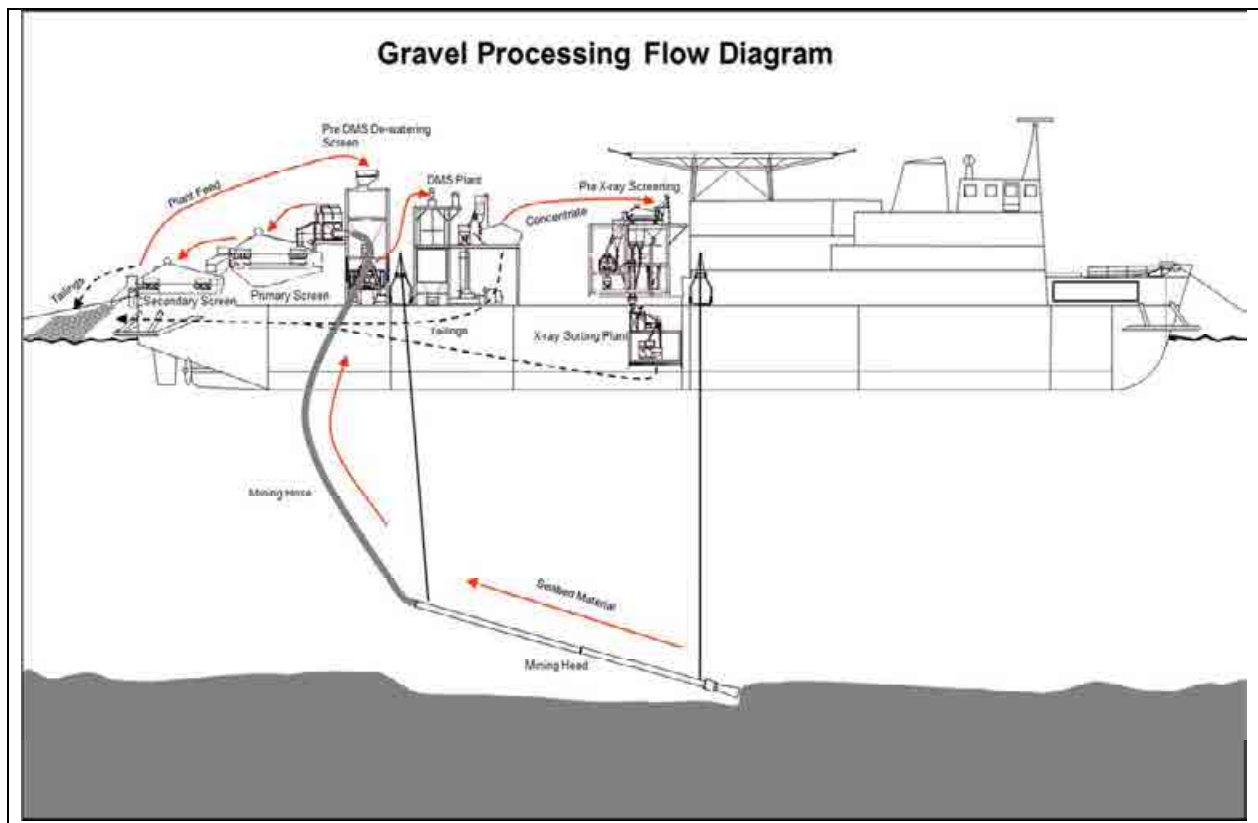 Gravel Processing Flow Diagram
Pre DMS De-watering
Screen
Plant Feed
DMS Plant
Pre X-ray Screening
Concentrate
Tailings
Secondary Screen
Primary Screen
Tailings
X-ray Sorting Plant
Mining Hose
Seabed Material
Mining Head